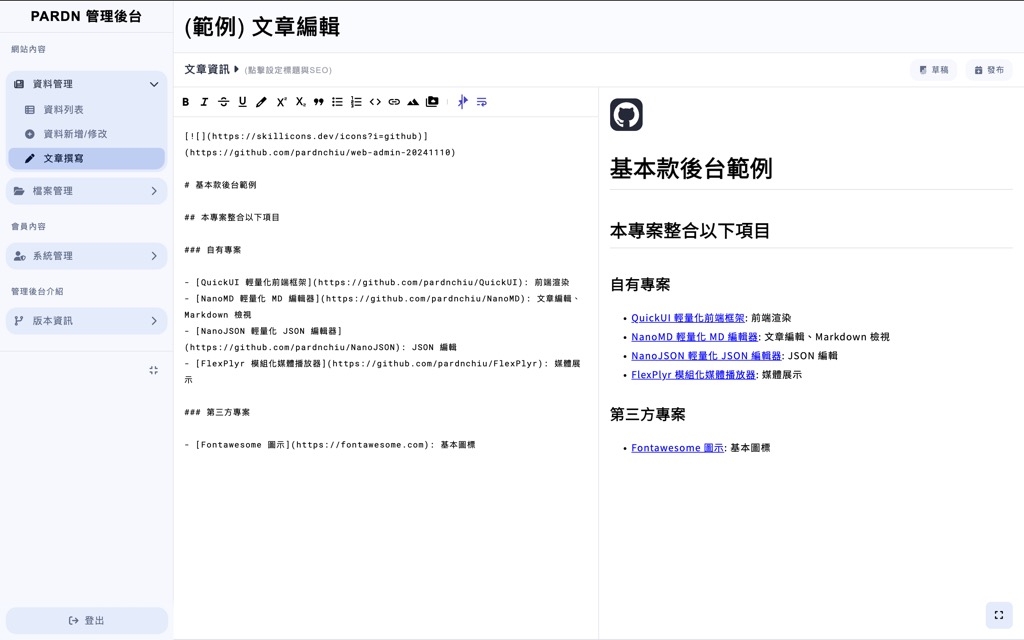 PARDN 管理後台
網站內容
資料管理
資料列表
資料新增/修改
文章撰寫
檔案管理
會員內容
系統管理
管理後台介紹
版本資訊
登出
(範例) 文章編輯
文章資訊 (點擊設定標題與SEO)
草稿
發布
[![](https://skillicons.dev/icons?i=github)]
(https://github.com/pardnchiu/web-admin-20241110)
# 基本款後台範例
## 本專案整合以下項目
### 自有專案
- [QuickUI 輕量化前端框架](https://github.com/pardnchiu/QuickUI): 前端渲染
- [NanoMD 輕量化 MD 編輯器](https://github.com/pardnchiu/NanoMD): 文章編輯、
Markdown 檢視
- [NanoJSON 輕量化 JSON 編輯器]
(https://github.com/pardnchiu/NanoJSON): JSON 編輯
- [FlexPlyr 模組化媒體播放器](https://github.com/pardnchiu/FlexPlyr): 媒體展
示
### 第三方專案
- [Fontawesome 圖示](https://fontawesome.com): 基本圖標
基本款後台範例
本專案整合以下項目
自有專案
• QuickUI 輕量化前端框架: 前端渲染
• NanoMD 輕量化 MD 編輯器: 文章編輯、Markdown 檢視
• NanoJSON 輕量化 JSON 編輯器: JSON 編輯
• FlexPlyr 模組化媒體播放器: 媒體展示
第三方專案
• Fontawesome 圖示: 基本圖標